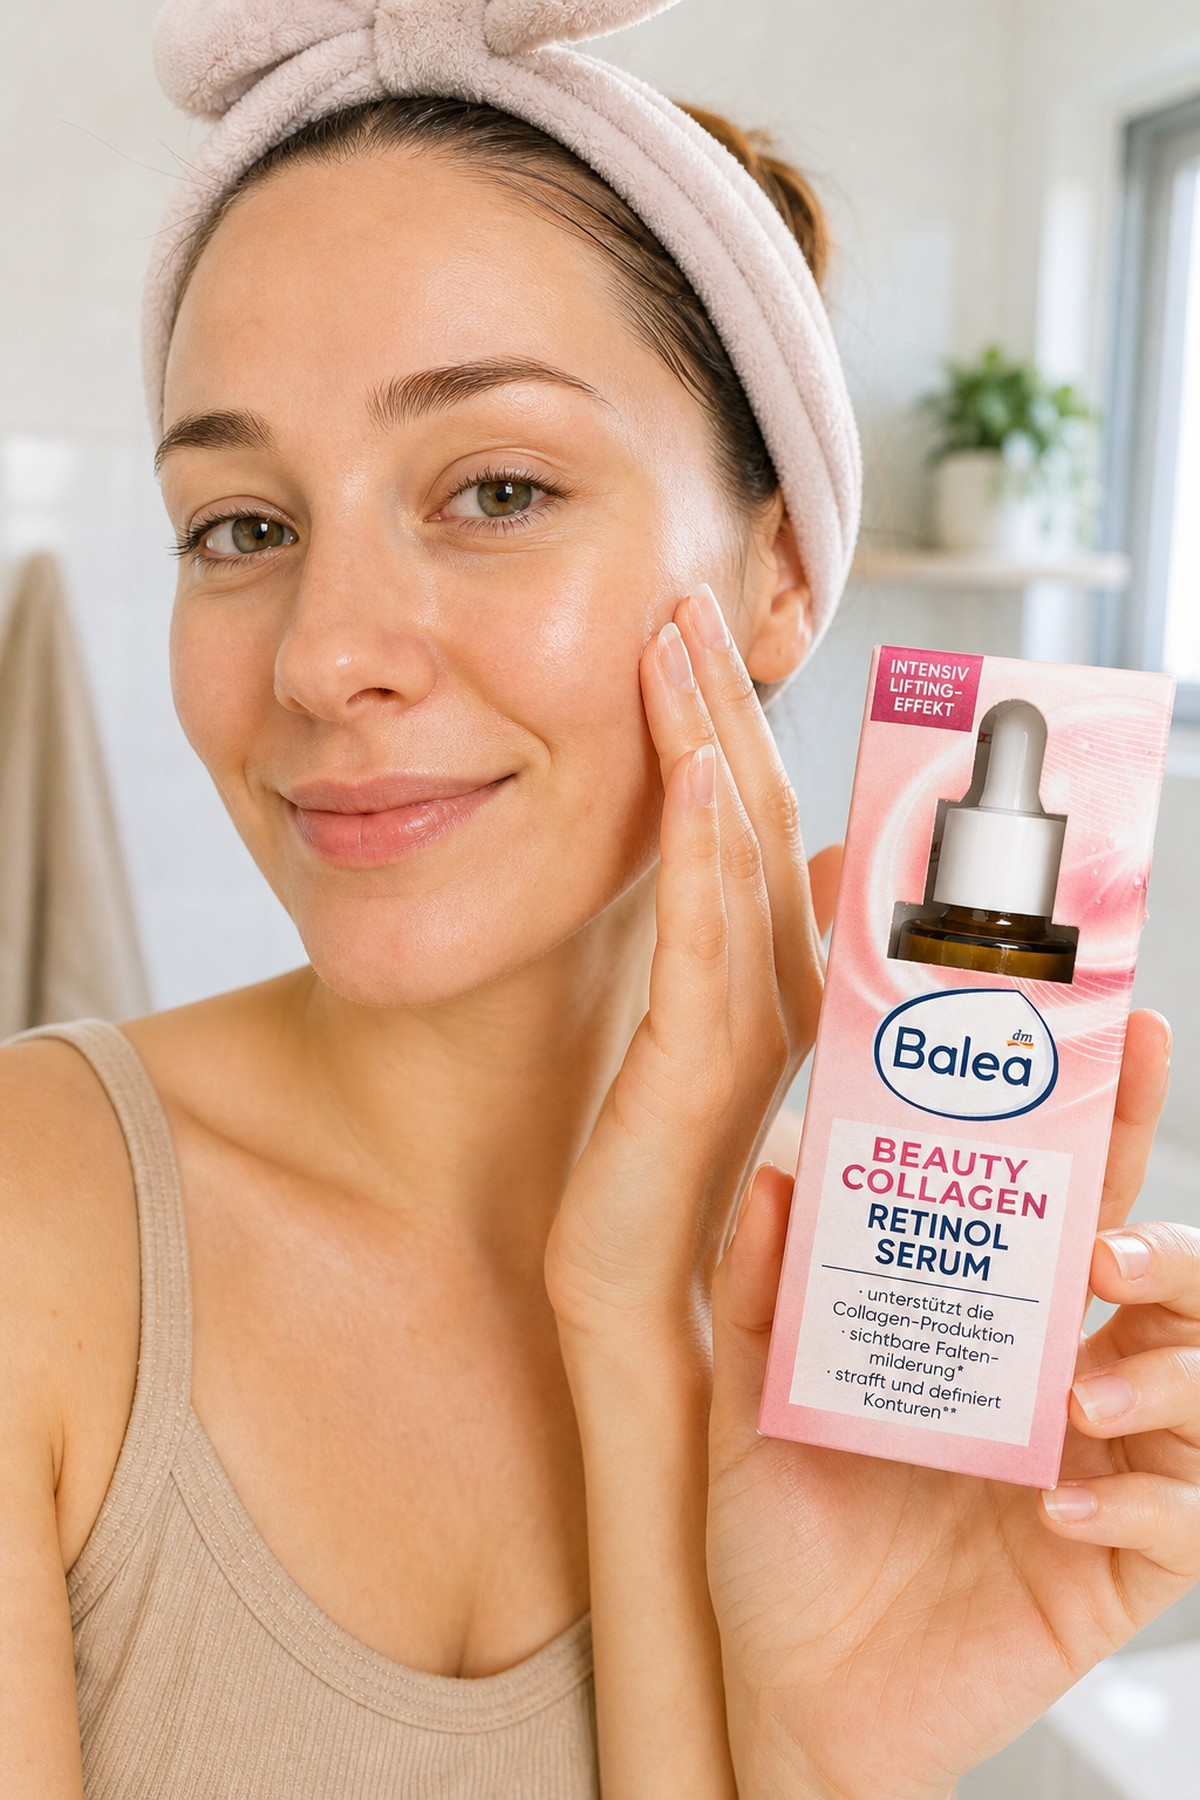 INTENSIV
LIFTING-
EFFEKT
dm
Balea
BEAUTY
COLLAGEN
RETINOL
SERUM
· unterstützt die
Collagen-Produktion
· sichtbare Falten-
milderung*
· strafft und definiert
Konturen**